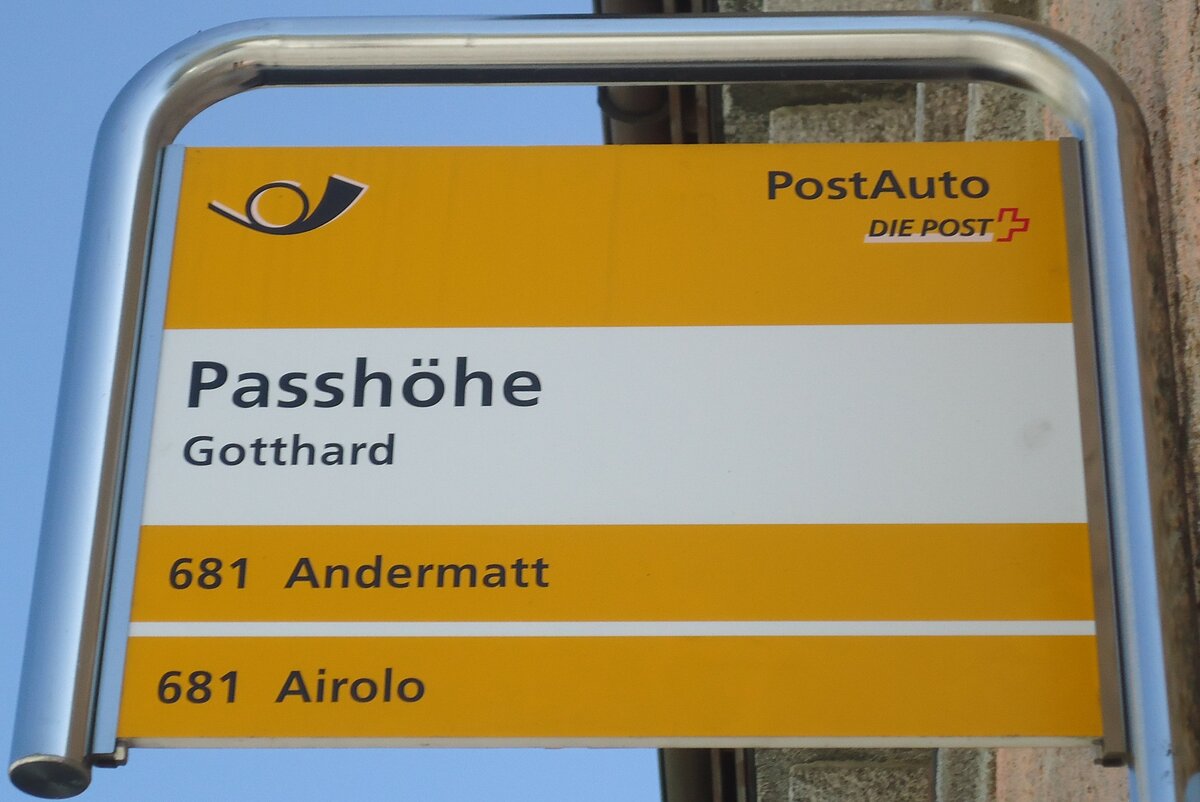 PostAuto
DIE POST
Passhöhe
Gotthard
681 Andermatt
681 Airolo